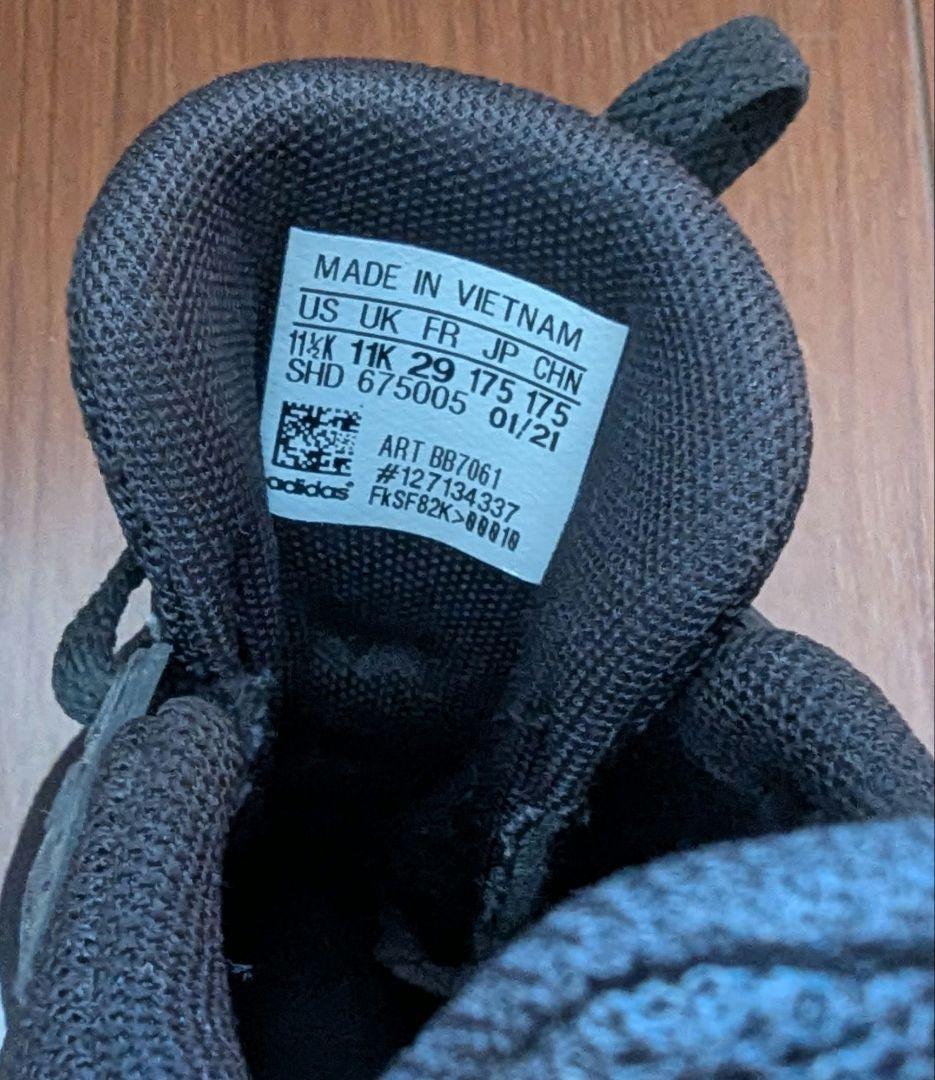 MADE IN VIETNAM
US UK FR JP CHN
11½K 11K 29 175 175
SHD 675005 01/21
ART BB7061
#127134337
adidas®
FkSF82K>00010